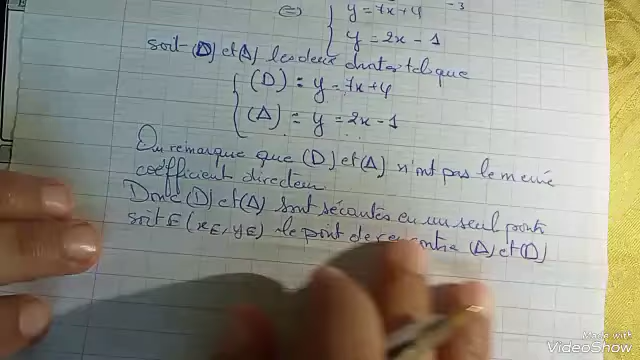 (=) { y = 7x+4 -3
y = 2x - 1
soit (D) et (Δ) les deux droites tel que
{ (D) : y = 7x+4
(Δ) : y = 2x - 1
On remarque que (D) et (Δ) n'ont pas le même
coéfficient directeur
Donc (D) et (Δ) sont sécantes en un seul point
soit E (xE, yE) le point de rencontre (Δ) et (D)
Made with
VideoShow